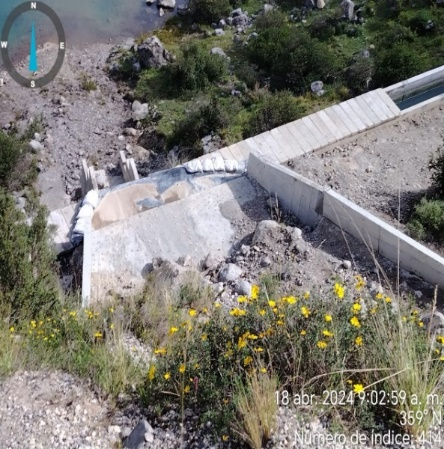 N
W
E
S
18 abr. 2024 9:02:59 a. m.
359° N
Número de índice: 414